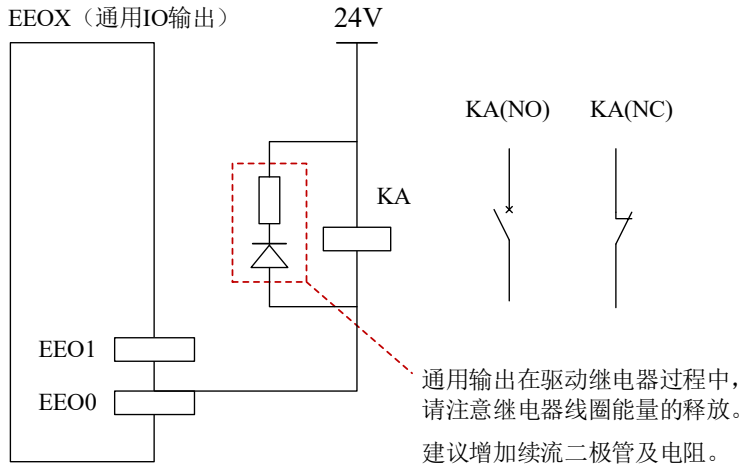 EEOX（通用IO输出）
24V
KA(NO)
KA(NC)
KA
EEO1
EEO0
通用输出在驱动继电器过程中，
请注意继电器线圈能量的释放。
建议增加续流二极管及电阻。